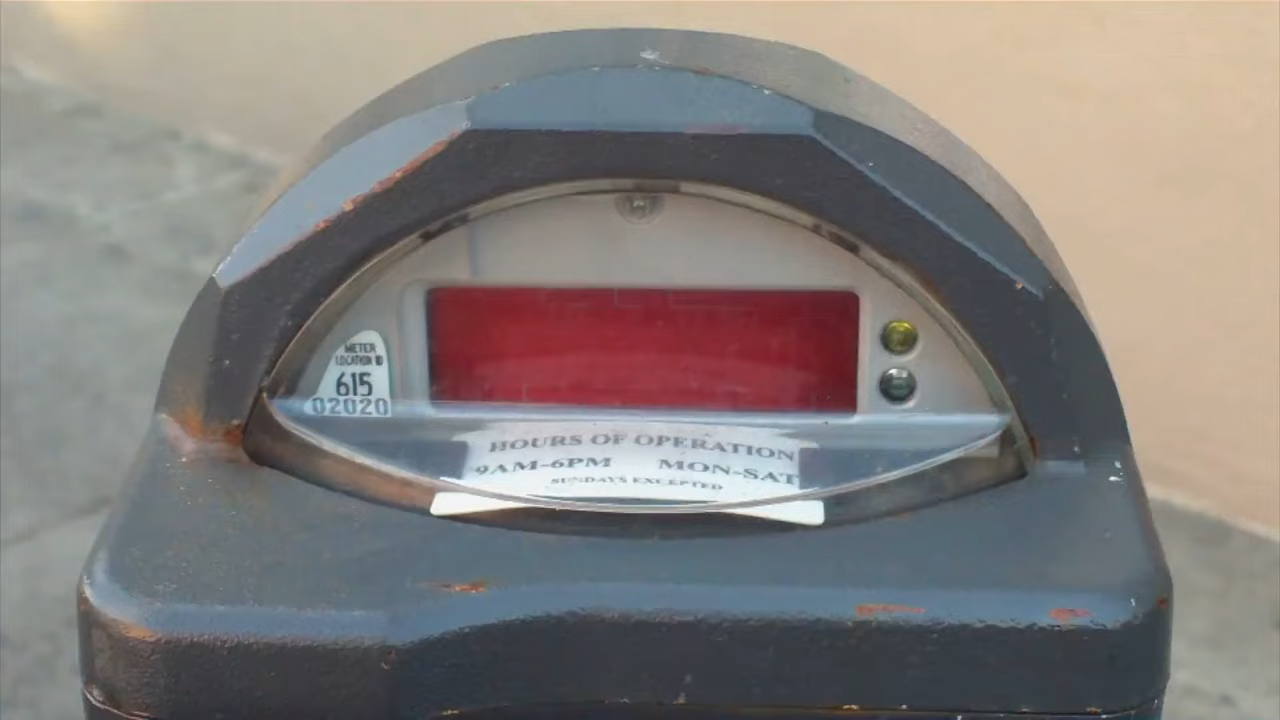 METER
LOCATION ID
615
02020
HOURS OF OPERATION
9AM-6PM MON-SAT
SUNDAYS EXCEPTED